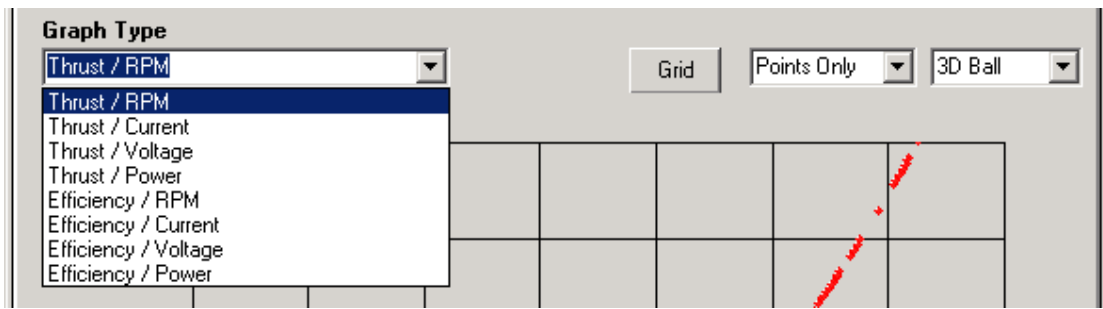 Graph Type
Thrust / RPM
Grid
Points Only
3D Ball
Thrust / RPM
Thrust / Current
Thrust / Voltage
Thrust / Power
Efficiency / RPM
Efficiency / Current
Efficiency / Voltage
Efficiency / Power